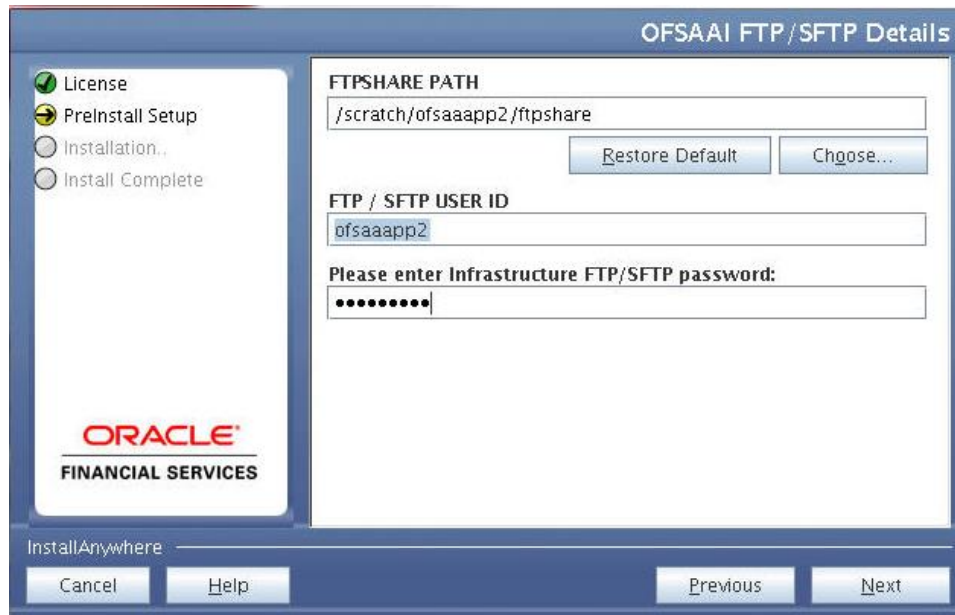 OFSAAI FTP/SFTP Details
License
PreInstall Setup
Installation..
Install Complete
ORACLE
FINANCIAL SERVICES
FTPSHARE PATH
/scratch/ofsaaapp2/ftpshare
Restore Default
Choose...
FTP / SFTP USER ID
ofsaaapp2
Please enter Infrastructure FTP/SFTP password:
•••••••••
InstallAnywhere
Cancel
Help
Previous
Next